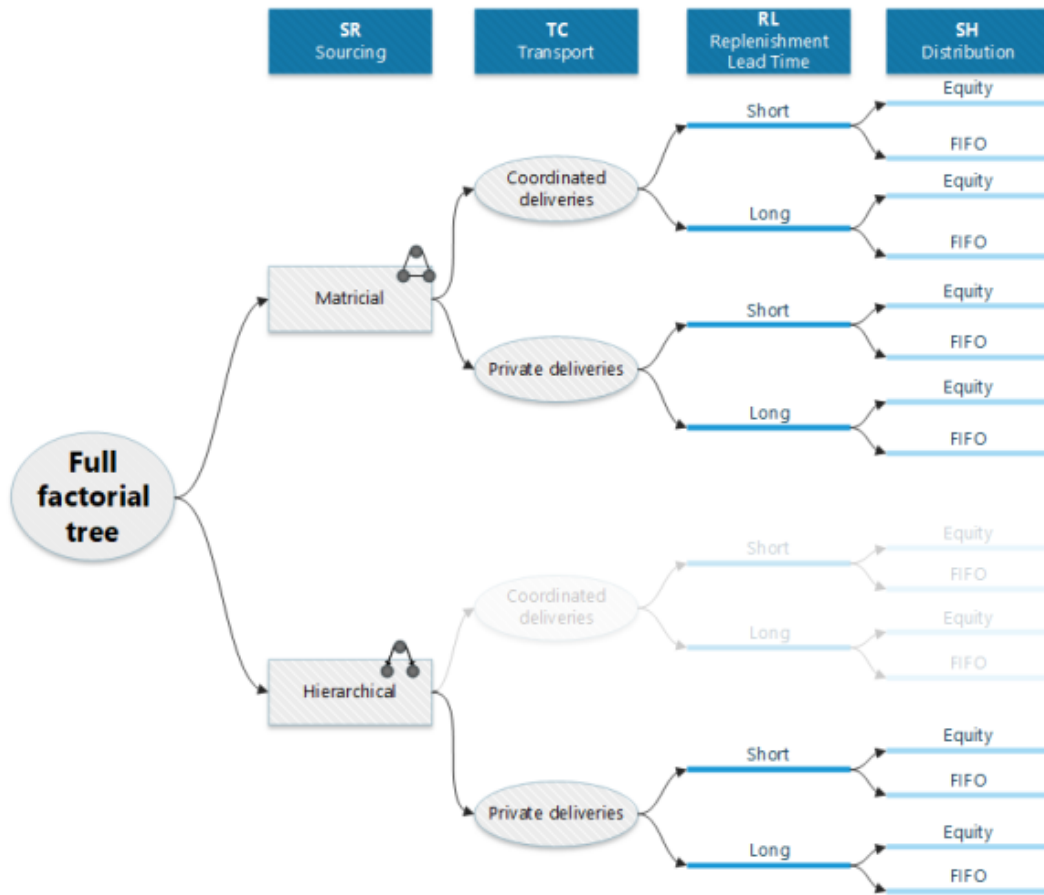 SR
Sourcing
TC
Transport
RL
Replenishment
Lead Time
SH
Distribution
Equity
Short
FIFO
Coordinated
deliveries
Equity
Long
FIFO
Matricial
Equity
Short
FIFO
Private deliveries
Equity
Long
FIFO
Full
factorial
tree
Equity
Short
FIFO
Coordinated
deliveries
Equity
Long
FIFO
Hierarchical
Equity
Short
FIFO
Private deliveries
Equity
Long
FIFO